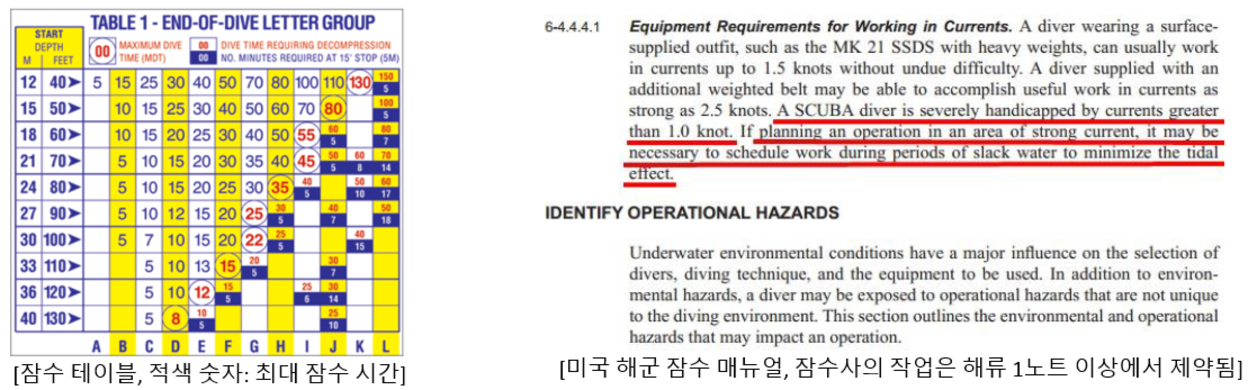 TABLE 1 - END-OF-DIVE LETTER GROUP
START
DEPTH
M FEET
00 MAXIMUM DIVE
TIME (MDT)
00 DIVE TIME REQUIRING DECOMPRESSION
00 NO. MINUTES REQUIRED AT 15' STOP (5M)
12 40➤ 5 15 25 30 40 50 70 80 100 110 130 150
5
15 50➤ 10 15 25 30 40 50 60 70 80 100
5
18 60➤ 10 15 20 25 30 40 50 55 60 80
5 7
21 70➤ 5 10 15 20 30 35 40 45 50 60 70
5 8 14
24 80➤ 5 10 15 20 25 30 35 40 50 60
5 10 17
27 90➤ 5 10 12 15 20 25 30 40 50
5 7 18
30 100➤ 5 7 10 15 20 22 25 40
5 15
33 110➤ 5 10 13 15 20 30
5 7
36 120➤ 5 10 12 15 25 30
5 6 14
40 130➤ 5 8 10 25
5 10
A B C D E F G H I J K L
[잠수 테이블, 적색 숫자: 최대 잠수 시간]
6-4.4.4.1 Equipment Requirements for Working in Currents. A diver wearing a surface-
supplied outfit, such as the MK 21 SSDS with heavy weights, can usually work
in currents up to 1.5 knots without undue difficulty. A diver supplied with an
additional weighted belt may be able to accomplish useful work in currents as
strong as 2.5 knots. A SCUBA diver is severely handicapped by currents greater
than 1.0 knot. If planning an operation in an area of strong current, it may be
necessary to schedule work during periods of slack water to minimize the tidal
effect.
IDENTIFY OPERATIONAL HAZARDS
Underwater environmental conditions have a major influence on the selection of
divers, diving technique, and the equipment to be used. In addition to environ-
mental hazards, a diver may be exposed to operational hazards that are not unique
to the diving environment. This section outlines the environmental and operational
hazards that may impact an operation.
[미국 해군 잠수 매뉴얼, 잠수사의 작업은 해류 1노트 이상에서 제약됨]